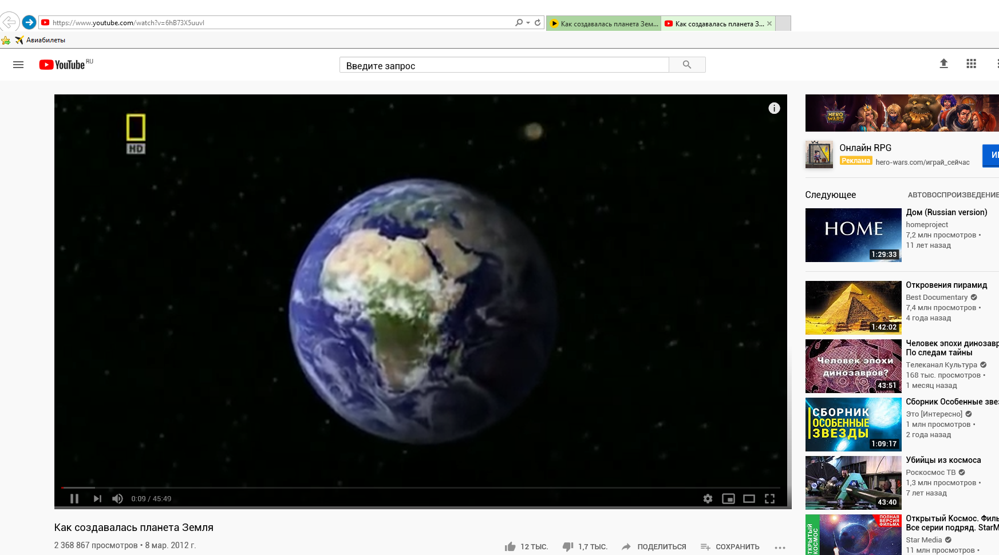 https://www.youtube.com/watch?v=6hB73X5uuvI
Как создавалась планета Зем...
Как создавалась планета З...
Авиабилеты
YouTube RU
Введите запрос
HD
HERO WARS
Онлайн RPG
Реклама hero-wars.com/играй_сейчас
Следующее
АВТОВОСПРОИЗВЕДЕНИЕ
HOME
1:29:33
Дом (Russian version)
homeproject
7,2 млн просмотров •
11 лет назад
1:42:02
Откровения пирамид
Best Documentary
7,4 млн просмотров •
4 года назад
Человек эпохи
динозавров?
43:51
Человек эпохи динозавр
По следам тайны
Телеканал Культура
168 тыс. просмотров •
1 месяц назад
СБОРНИК
ОСОБЕННЫЕ
ЗВЕЗДЫ
1:09:17
Сборник Особенные зве
Это [Интересно]
1 млн просмотров •
2 года назад
43:40
Убийцы из космоса
Роскосмос ТВ
1,3 млн просмотров •
7 лет назад
ПОЛНАЯ
ВЕРСИЯ
ФИЛЬМА
ТКРЫТЫЙ
КОСМОС
Открытый Космос. Филь
Все серии подряд. StarM
Star Media
11 млн просмотров •
0:09 / 45:49
Как создавалась планета Земля
2 368 867 просмотров • 8 мар. 2012 г.
12 ТЫС.
1,7 ТЫС.
ПОДЕЛИТЬСЯ
СОХРАНИТЬ